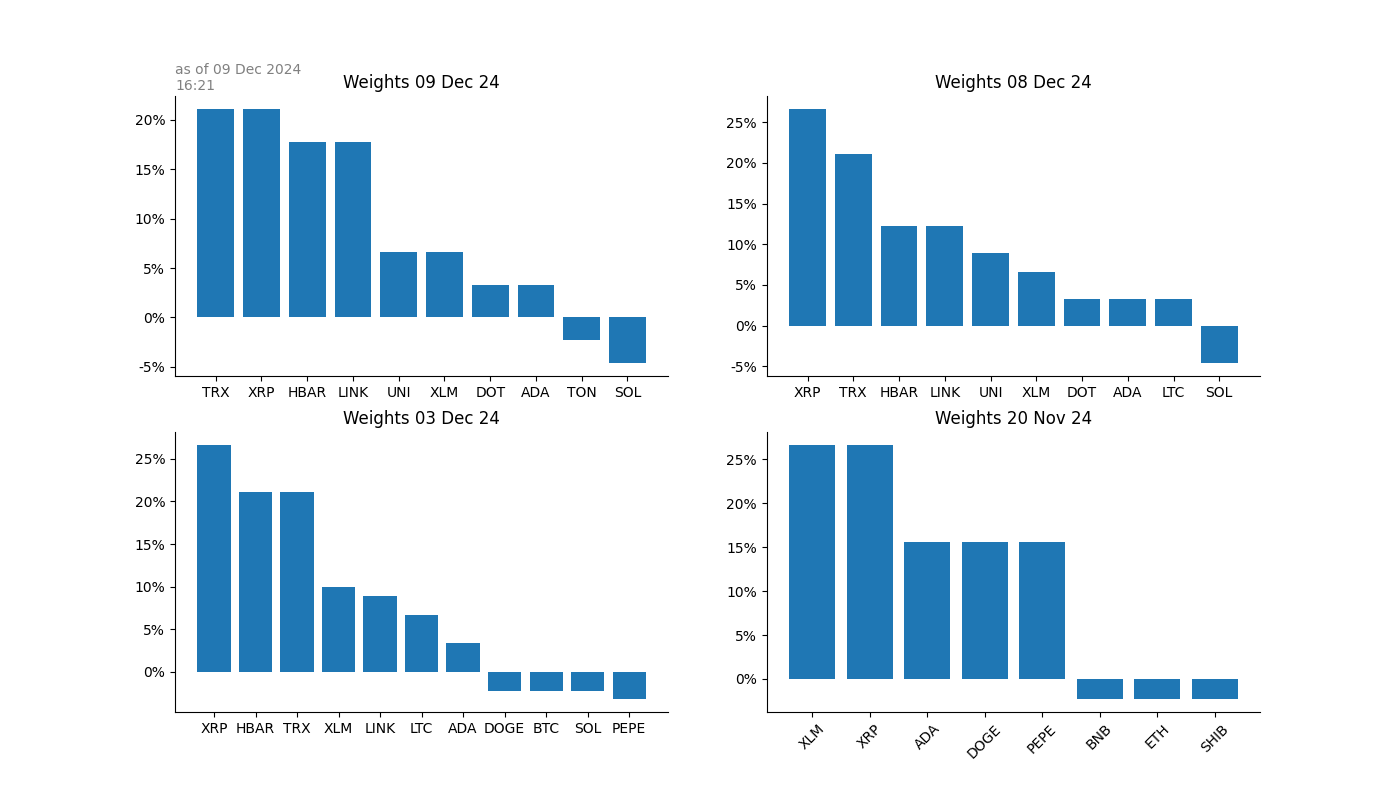 as of 09 Dec 2024
16:21
Weights 09 Dec 24
20%
15%
10%
5%
0%
-5%
TRX XRP HBAR LINK UNI XLM DOT ADA TON SOL
Weights 08 Dec 24
25%
20%
15%
10%
5%
0%
-5%
XRP TRX HBAR LINK UNI XLM DOT ADA LTC SOL
Weights 03 Dec 24
25%
20%
15%
10%
5%
0%
XRP HBAR TRX XLM LINK LTC ADA DOGE BTC SOL PEPE
Weights 20 Nov 24
25%
20%
15%
10%
5%
0%
XLM XRP ADA DOGE PEPE BNB ETH SHIB